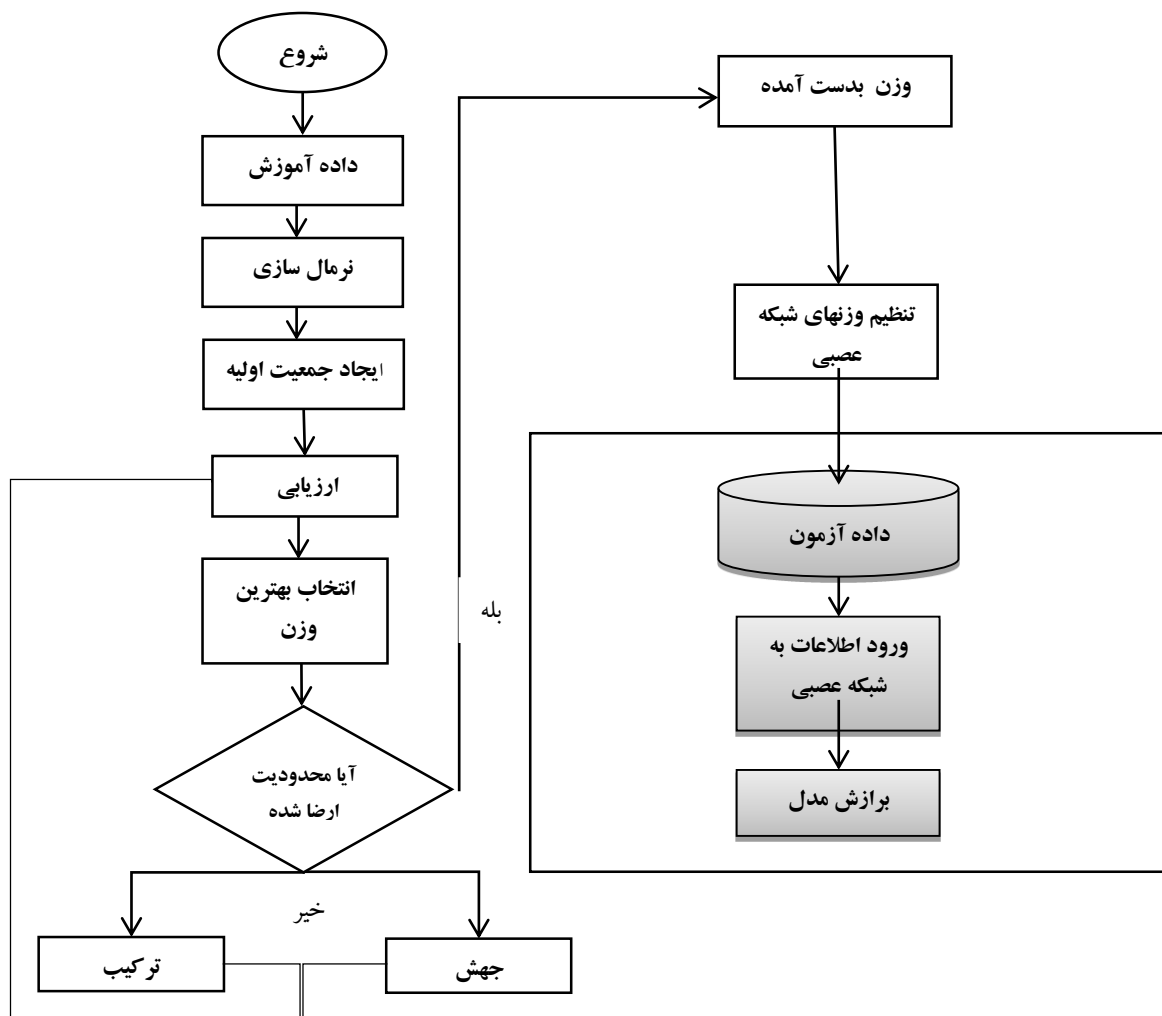 شروع
داده آموزش
نرمال سازی
ایجاد جمعیت اولیه
ارزیابی
انتخاب بهترین
وزن
آیا محدودیت
ارضا شده
خیر
ترکیب
جهش
بله
وزن بدست آمده
تنظیم وزنهای شبکه
عصبی
داده آزمون
ورود اطلاعات به
شبکه عصبی
برازش مدل